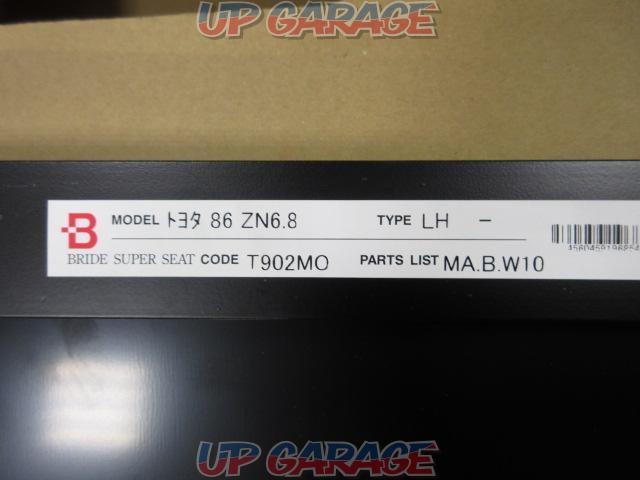 UP GARAGE
B
MODEL トヨタ 86 ZN6.8 TYPE LH -
BRIDE SUPER SEAT CODE T902MO PARTS LIST MA.B.W10
UP GARAGE